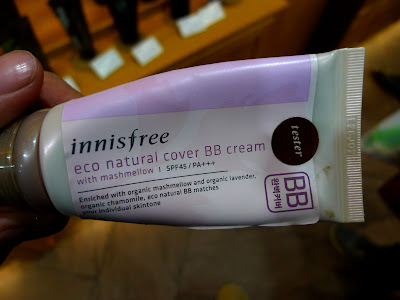 innisfree
eco natural cover BB cream
with mashmellow | SPF45/PA+++
Enriched with organic mashmellow and organic lavender,
organic chamomile, eco natural BB matches
your individual skintone
tester
BB